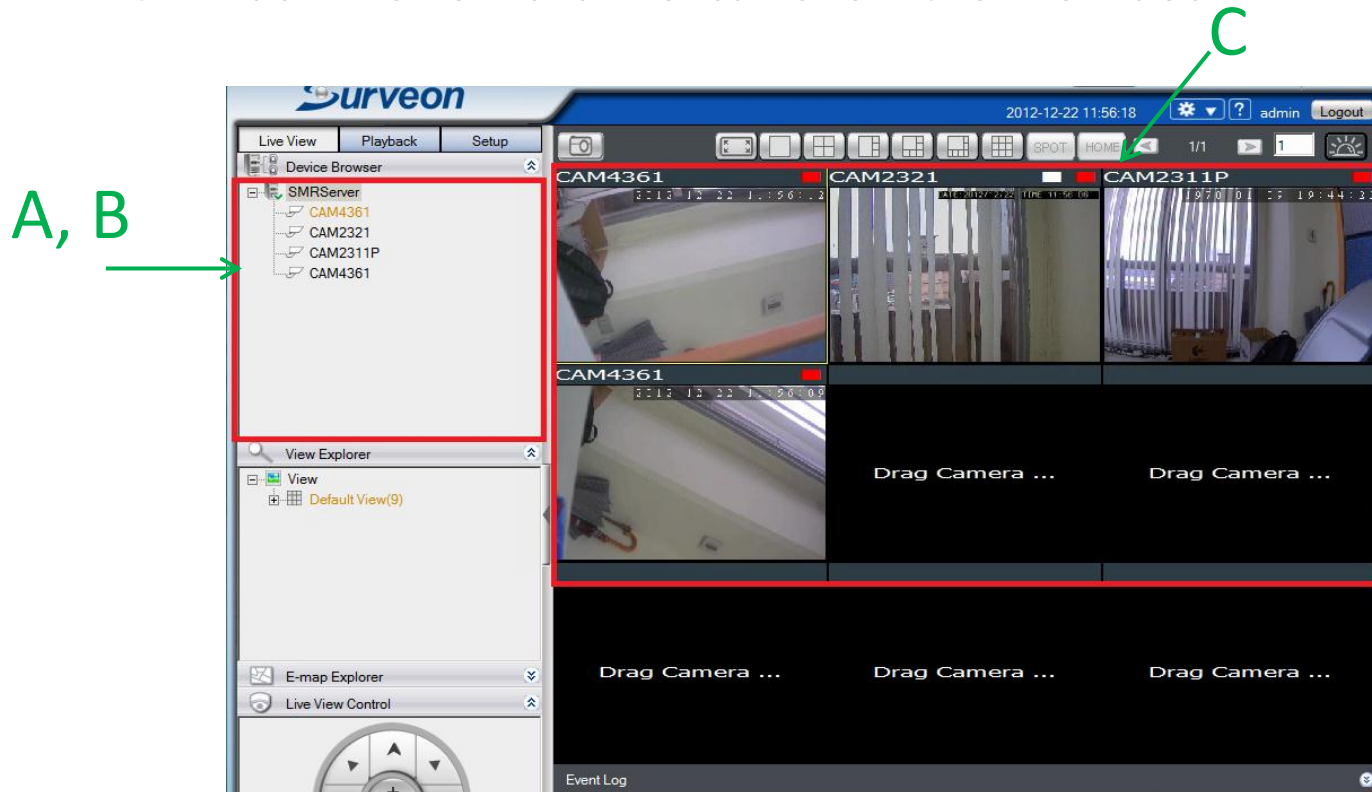 C
Surveon
2012-12-22 11:56:18 ? admin Logout
Live View Playback Setup
SPOT HOME 1/1 1
Device Browser
A, B
SMRServer
CAM4361
CAM2321
CAM2311P
CAM4361
CAM4361
CAM2321
CAM2311P
CAM4361
Drag Camera ...
Drag Camera ...
View Explorer
View
Default View(9)
Drag Camera ...
Drag Camera ...
Drag Camera ...
E-map Explorer
Live View Control
Event Log